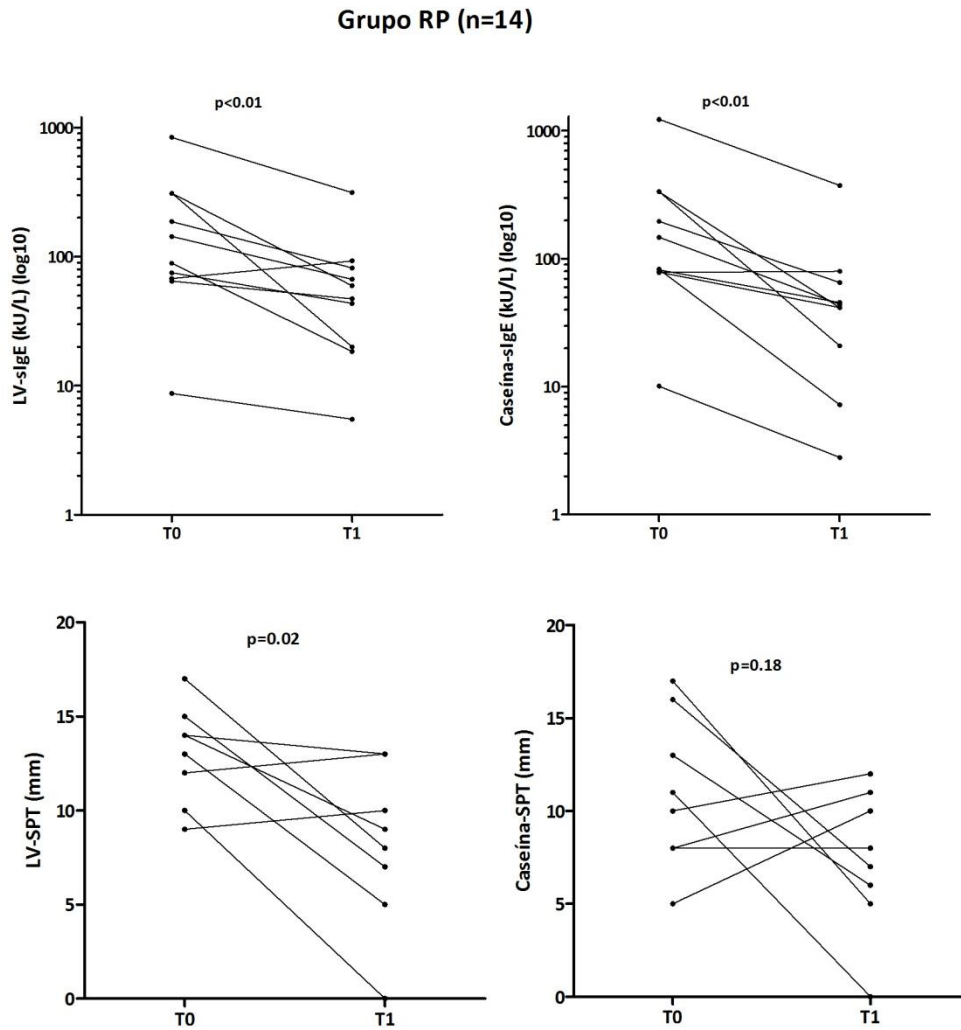 Grupo RP (n=14)
p<0.01
LV-sIgE (kU/L) (log10)
1000
100
10
1
T0 T1
p<0.01
Caseína-sIgE (kU/L) (log10)
1000
100
10
1
T0 T1
p=0.02
LV-SPT (mm)
20
15
10
5
0
T0 T1
p=0.18
Caseína-SPT (mm)
20
15
10
5
0
T0 T1